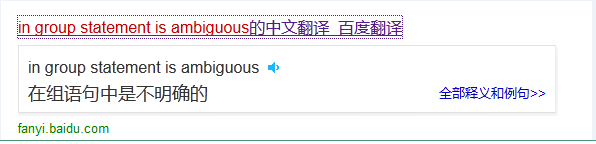 in group statement is ambiguous的中文翻译_百度翻译
in group statement is ambiguous
在组语句中是不明确的
全部释义和例句>>
fanyi.baidu.com